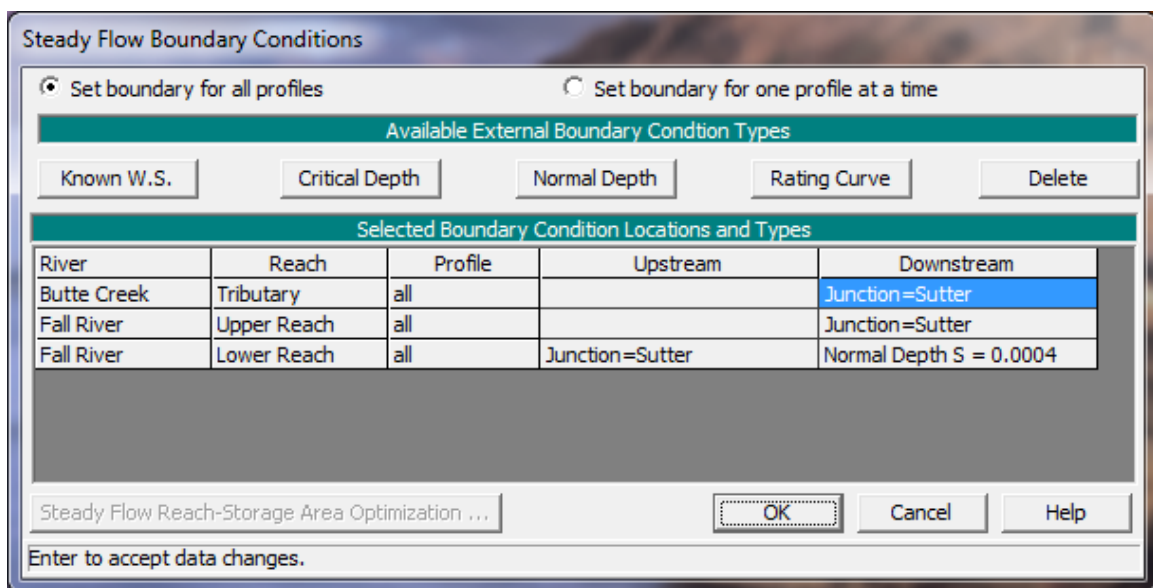 Steady Flow Boundary Conditions
Set boundary for all profiles Set boundary for one profile at a time
Available External Boundary Condtion Types
Known W.S. Critical Depth Normal Depth Rating Curve Delete
Selected Boundary Condition Locations and Types
River Reach Profile Upstream Downstream
Butte Creek Tributary all Junction=Sutter
Fall River Upper Reach all Junction=Sutter
Fall River Lower Reach all Junction=Sutter Normal Depth S = 0.0004
Steady Flow Reach-Storage Area Optimization ... OK Cancel Help
Enter to accept data changes.